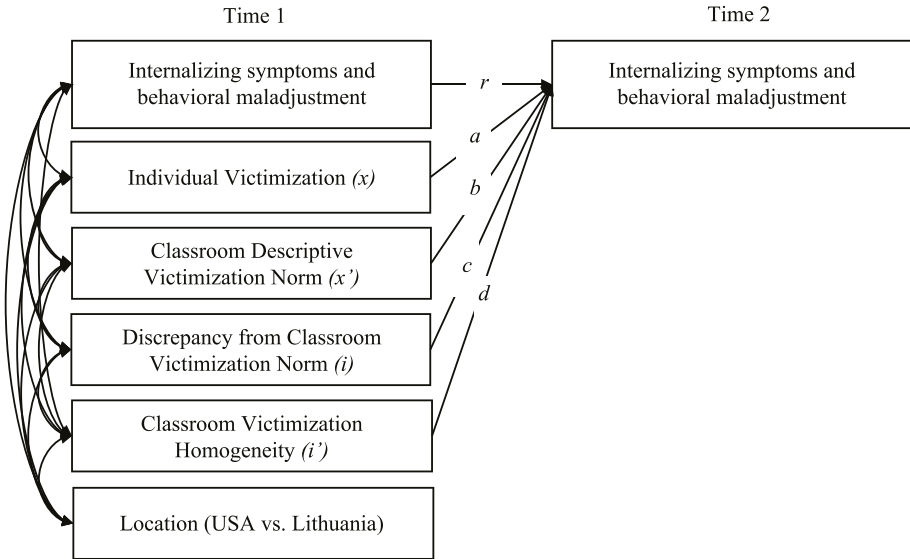 Time 1
Time 2
Internalizing symptoms and
behavioral maladjustment
r
Internalizing symptoms and
behavioral maladjustment
a
Individual Victimization (x)
b
Classroom Descriptive
Victimization Norm (x’)
c
d
Discrepancy from Classroom
Victimization Norm (i)
Classroom Victimization
Homogeneity (i’)
Location (USA vs. Lithuania)